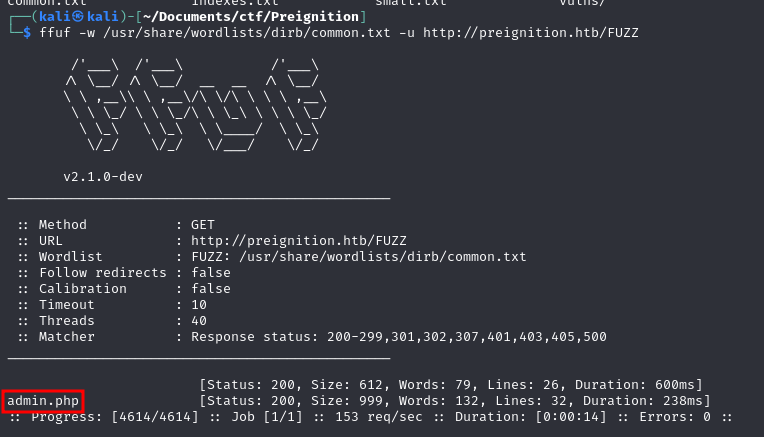 common.txt indexes.txt small.txt vulns/
┌──(kali㉿kali)-[~/Documents/ctf/Preignition]
└─$ ffuf -w /usr/share/wordlists/dirb/common.txt -u http://preignition.htb/FUZZ
v2.1.0-dev
:: Method : GET
:: URL : http://preignition.htb/FUZZ
:: Wordlist : FUZZ: /usr/share/wordlists/dirb/common.txt
:: Follow redirects : false
:: Calibration : false
:: Timeout : 10
:: Threads : 40
:: Matcher : Response status: 200-299,301,302,307,401,403,405,500
[Status: 200, Size: 612, Words: 79, Lines: 26, Duration: 600ms]
admin.php [Status: 200, Size: 999, Words: 132, Lines: 32, Duration: 238ms]
:: Progress: [4614/4614] :: Job [1/1] :: 153 req/sec :: Duration: [0:00:14] :: Errors: 0 ::